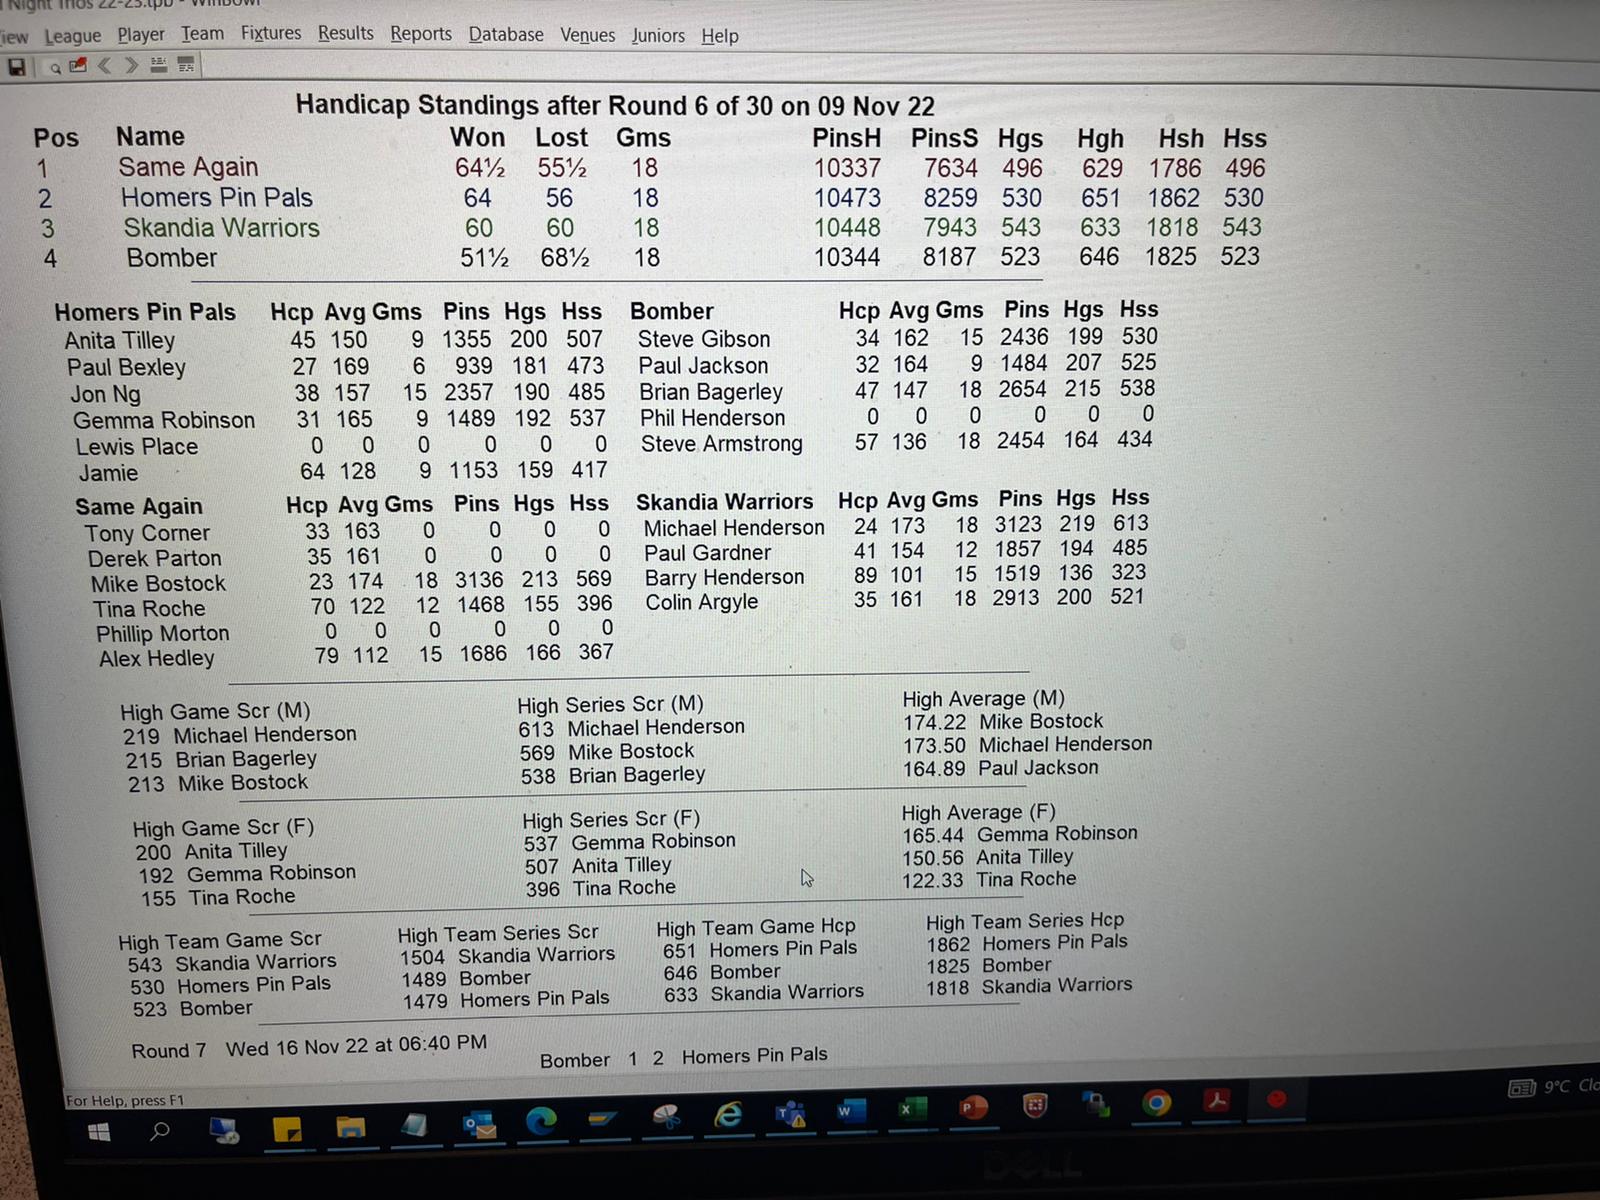 Night Trios 22-23.tpb - WinBowl
iew League Player Team Fixtures Results Reports Database Venues Juniors Help
Handicap Standings after Round 6 of 30 on 09 Nov 22
Pos Name Won Lost Gms PinsH PinsS Hgs Hgh Hsh Hss
1 Same Again 64½ 55½ 18 10337 7634 496 629 1786 496
2 Homers Pin Pals 64 56 18 10473 8259 530 651 1862 530
3 Skandia Warriors 60 60 18 10448 7943 543 633 1818 543
4 Bomber 51½ 68½ 18 10344 8187 523 646 1825 523
Homers Pin Pals Hcp Avg Gms Pins Hgs Hss Bomber Hcp Avg Gms Pins Hgs Hss
Anita Tilley 45 150 9 1355 200 507 Steve Gibson 34 162 15 2436 199 530
Paul Bexley 27 169 6 939 181 473 Paul Jackson 32 164 9 1484 207 525
Jon Ng 38 157 15 2357 190 485 Brian Bagerley 47 147 18 2654 215 538
Gemma Robinson 31 165 9 1489 192 537 Phil Henderson 0 0 0 0 0 0
Lewis Place 0 0 0 0 0 0 Steve Armstrong 57 136 18 2454 164 434
Jamie 64 128 9 1153 159 417
Same Again Hcp Avg Gms Pins Hgs Hss Skandia Warriors Hcp Avg Gms Pins Hgs Hss
Tony Corner 33 163 0 0 0 0 Michael Henderson 24 173 18 3123 219 613
Derek Parton 35 161 0 0 0 0 Paul Gardner 41 154 12 1857 194 485
Mike Bostock 23 174 18 3136 213 569 Barry Henderson 89 101 15 1519 136 323
Tina Roche 70 122 12 1468 155 396 Colin Argyle 35 161 18 2913 200 521
Phillip Morton 0 0 0 0 0 0
Alex Hedley 79 112 15 1686 166 367
High Game Scr (M) High Series Scr (M) High Average (M)
219 Michael Henderson 613 Michael Henderson 174.22 Mike Bostock
215 Brian Bagerley 569 Mike Bostock 173.50 Michael Henderson
213 Mike Bostock 538 Brian Bagerley 164.89 Paul Jackson
High Game Scr (F) High Series Scr (F) High Average (F)
200 Anita Tilley 537 Gemma Robinson 165.44 Gemma Robinson
192 Gemma Robinson 507 Anita Tilley 150.56 Anita Tilley
155 Tina Roche 396 Tina Roche 122.33 Tina Roche
High Team Game Scr High Team Series Scr High Team Game Hcp High Team Series Hcp
543 Skandia Warriors 1504 Skandia Warriors 651 Homers Pin Pals 1862 Homers Pin Pals
530 Homers Pin Pals 1489 Bomber 646 Bomber 1825 Bomber
523 Bomber 1479 Homers Pin Pals 633 Skandia Warriors 1818 Skandia Warriors
Round 7 Wed 16 Nov 22 at 06:40 PM
Bomber 1 2 Homers Pin Pals
For Help, press F1
9°C Clo
DELL